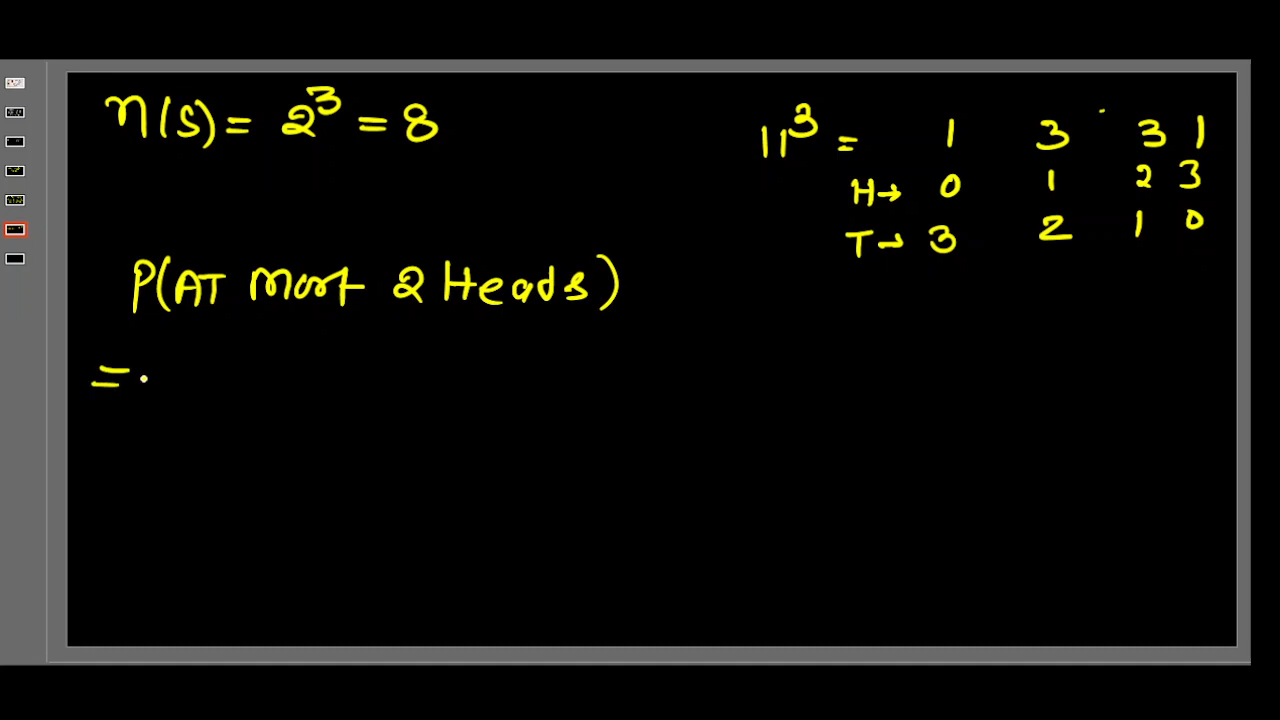 n(S) = 2³ = 8
11³ = 1 3 3 1
H→ 0 1 2 3
T→ 3 2 1 0
P(AT Most 2 Heads)
=